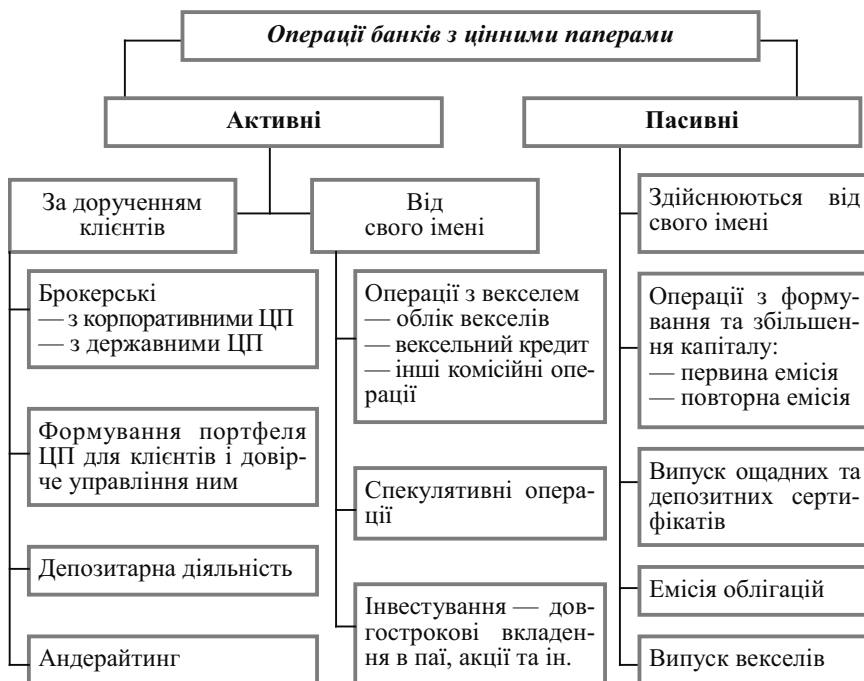 Операції банків з цінними паперами
Активні
Пасивні
За дорученням
клієнтів
Від
свого імені
Брокерські
— з корпоративними ЦП
— з державними ЦП
Формування портфеля
ЦП для клієнтів і довір-
че управління ним
Депозитарна діяльність
Андерайтинг
Операції з векселем
— облік векселів
— вексельний кредит
— інші комісійні опе-
рації
Спекулятивні опера-
ції
Інвестування — дов-
гострокові вкладен-
ня в паї, акції та ін.
Здійснюються від
свого імені
Операції з форму-
вання та збільшен-
ня капіталу:
— первина емісія
— повторна емісія
Випуск ощадних та
депозитних серти-
фікатів
Емісія облігацій
Випуск векселів